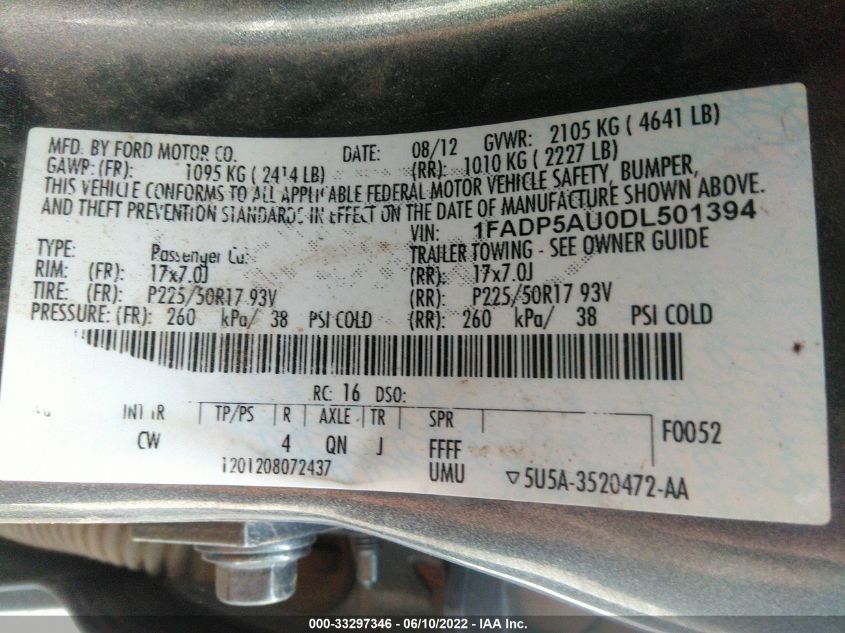 MFD. BY FORD MOTOR CO. DATE: 08/12 GVWR: 2105 KG ( 4641 LB)
GAWR: (FR): 1095 KG ( 2414 LB) (RR): 1010 KG ( 2227 LB)
THIS VEHICLE CONFORMS TO ALL APPLICABLE FEDERAL MOTOR VEHICLE SAFETY, BUMPER,
AND THEFT PREVENTION STANDARDS IN EFFECT ON THE DATE OF MANUFACTURE SHOWN ABOVE.
VIN: 1FADP5AU0DL501394
TYPE: Passenger TRAILER TOWING - SEE OWNER GUIDE
RIM: (FR): 17x7.0J (RR): 17x7.0J
TIRE: (FR): P225/50R17 93V (RR): P225/50R17 93V
PRESSURE: (FR): 260 kPa/ 38 PSI COLD (RR): 260 kPa/ 38 PSI COLD
RC: 16 DSO:
INT TR TP/PS R AXLE TR SPR F0052
CW 4 QN J FFFF
UMU
1201208072437
5U5A-3520472-AA
000-33297346 - 06/10/2022 - IAA Inc.